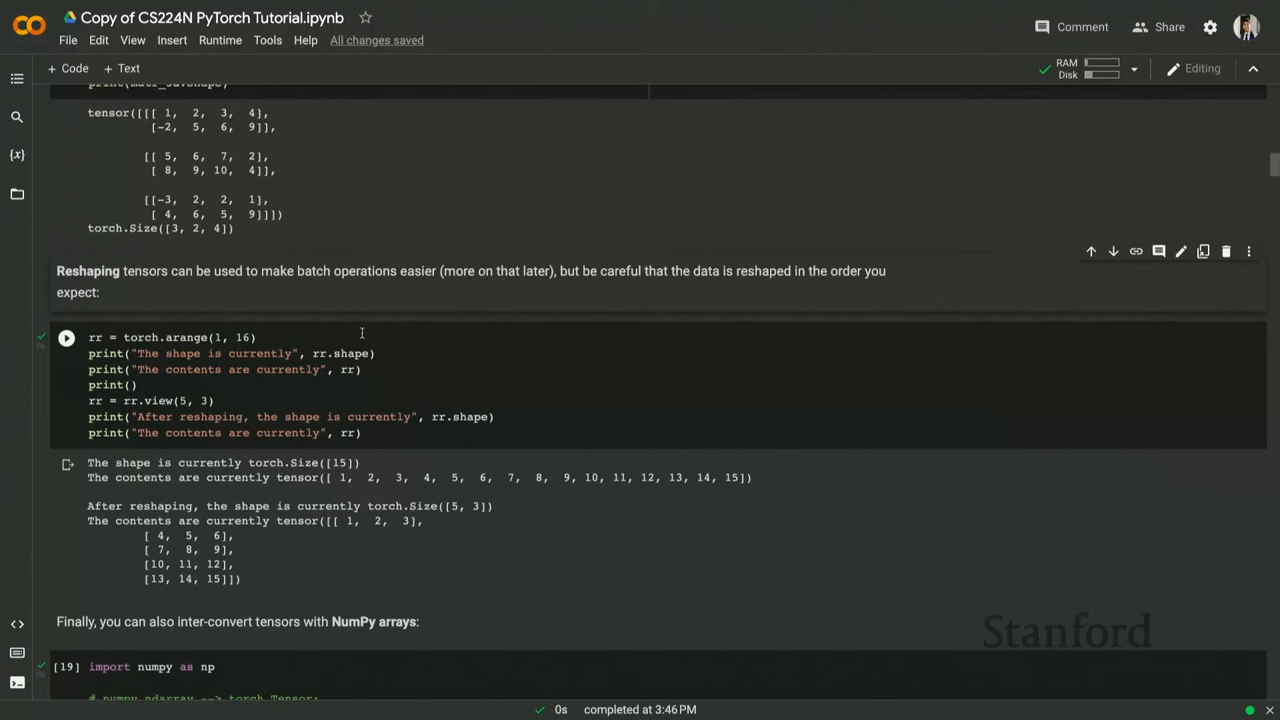 Copy of CS224N PyTorch Tutorial.ipynb
Comment
Share
File Edit View Insert Runtime Tools Help All changes saved
+ Code + Text
RAM
Disk
Editing
tensor([[[ 1, 2, 3, 4],
[-2, 5, 6, 9]],
[[ 5, 6, 7, 2],
[ 8, 9, 10, 4]],
[[-3, 2, 2, 1],
[ 4, 6, 5, 9]]])
torch.Size([3, 2, 4])
Reshaping tensors can be used to make batch operations easier (more on that later), but be careful that the data is reshaped in the order you
expect:
rr = torch.arange(1, 16)
print("The shape is currently", rr.shape)
print("The contents are currently", rr)
print()
rr = rr.view(5, 3)
print("After reshaping, the shape is currently", rr.shape)
print("The contents are currently", rr)
The shape is currently torch.Size([15])
The contents are currently tensor([ 1, 2, 3, 4, 5, 6, 7, 8, 9, 10, 11, 12, 13, 14, 15])
After reshaping, the shape is currently torch.Size([5, 3])
The contents are currently tensor([[ 1, 2, 3],
[ 4, 5, 6],
[ 7, 8, 9],
[10, 11, 12],
[13, 14, 15]])
Finally, you can also inter-convert tensors with NumPy arrays:
Stanford
[19] import numpy as np
# numpy.ndarray --> torch.Tensor:
0s completed at 3:46PM